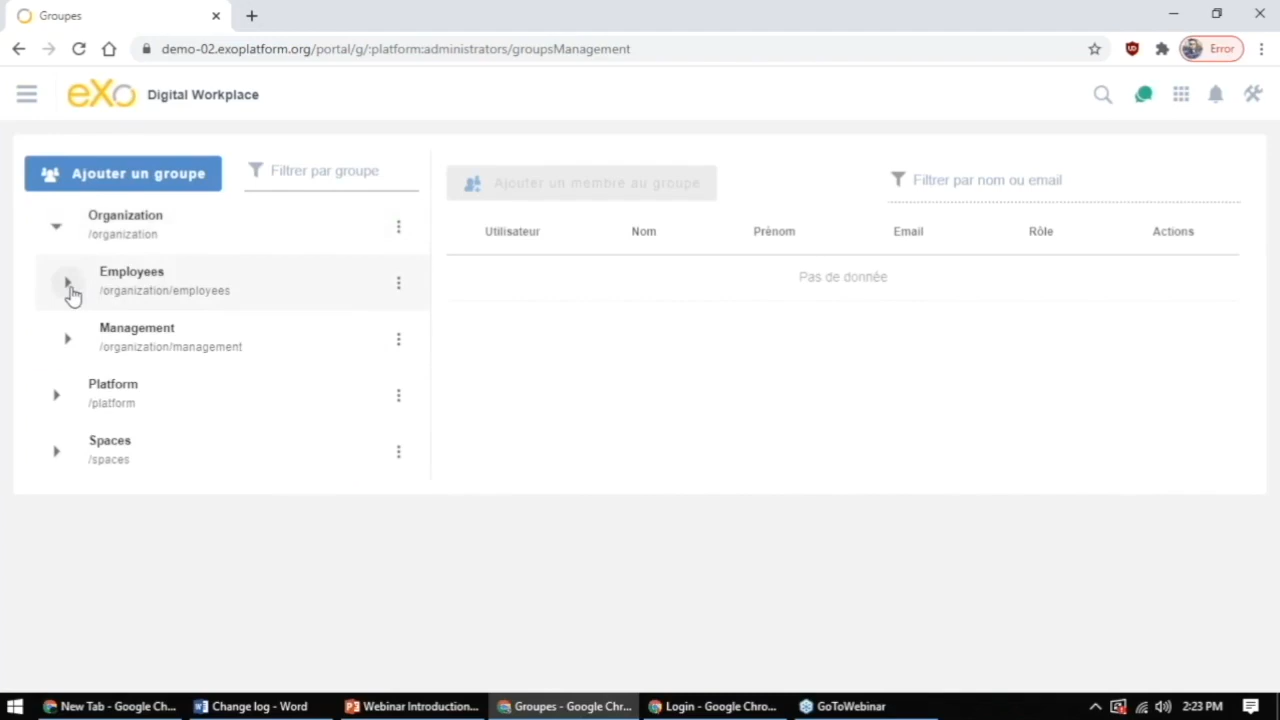 Groupes
demo-02.exoplatform.org/portal/g/:platform:administrators/groupsManagement
Error
eXo Digital Workplace
Ajouter un groupe
Filtrer par groupe
Organization
/organization
Employees
/organization/employees
Management
/organization/management
Platform
/platform
Spaces
/spaces
Ajouter un membre au groupe
Filtrer par nom ou email
Utilisateur Nom Prénom Email Rôle Actions
Pas de donnée
New Tab - Google Ch... Change log - Word Webinar Introduction... Groupes - Google Chr... Login - Google Chro... GoToWebinar 2:23 PM